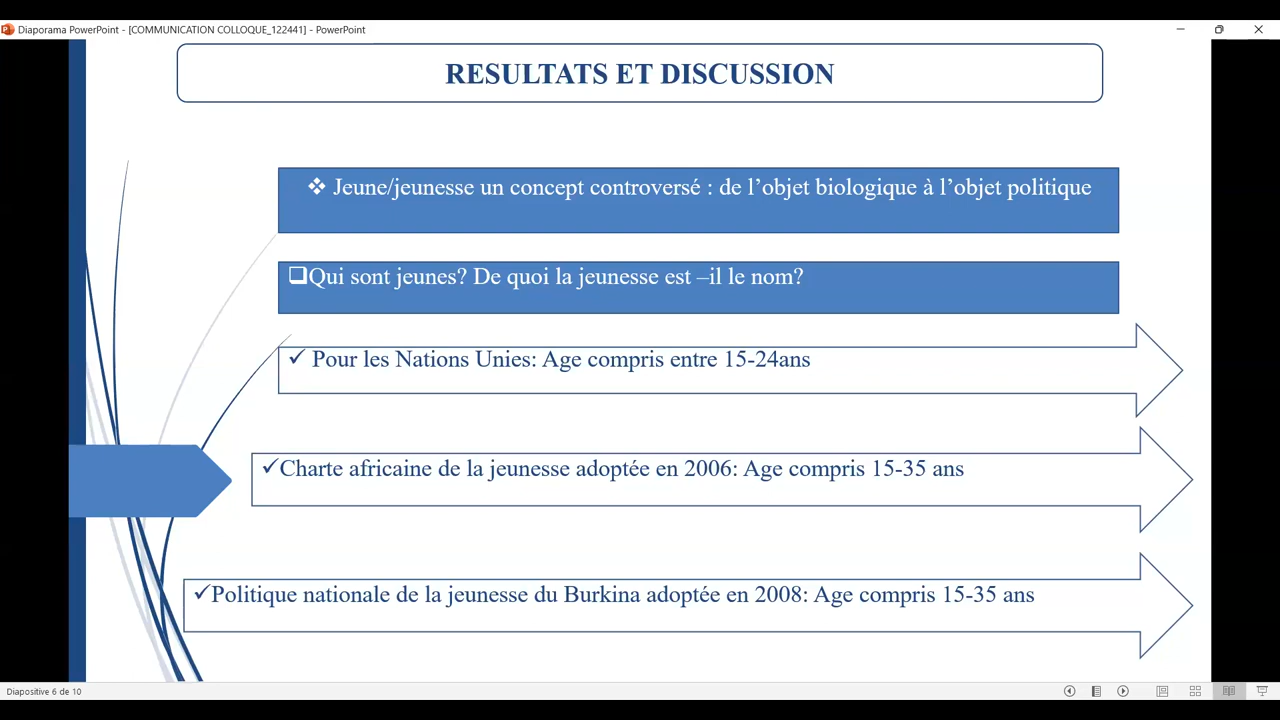 Diaporama PowerPoint - [COMMUNICATION COLLOQUE_122441] - PowerPoint
RESULTATS ET DISCUSSION
❖ Jeune/jeunesse un concept controversé : de l’objet biologique à l’objet politique
❑Qui sont jeunes? De quoi la jeunesse est –il le nom?
✓ Pour les Nations Unies: Age compris entre 15-24ans
✓Charte africaine de la jeunesse adoptée en 2006: Age compris 15-35 ans
✓Politique nationale de la jeunesse du Burkina adoptée en 2008: Age compris 15-35 ans
Diapositive 6 de 10